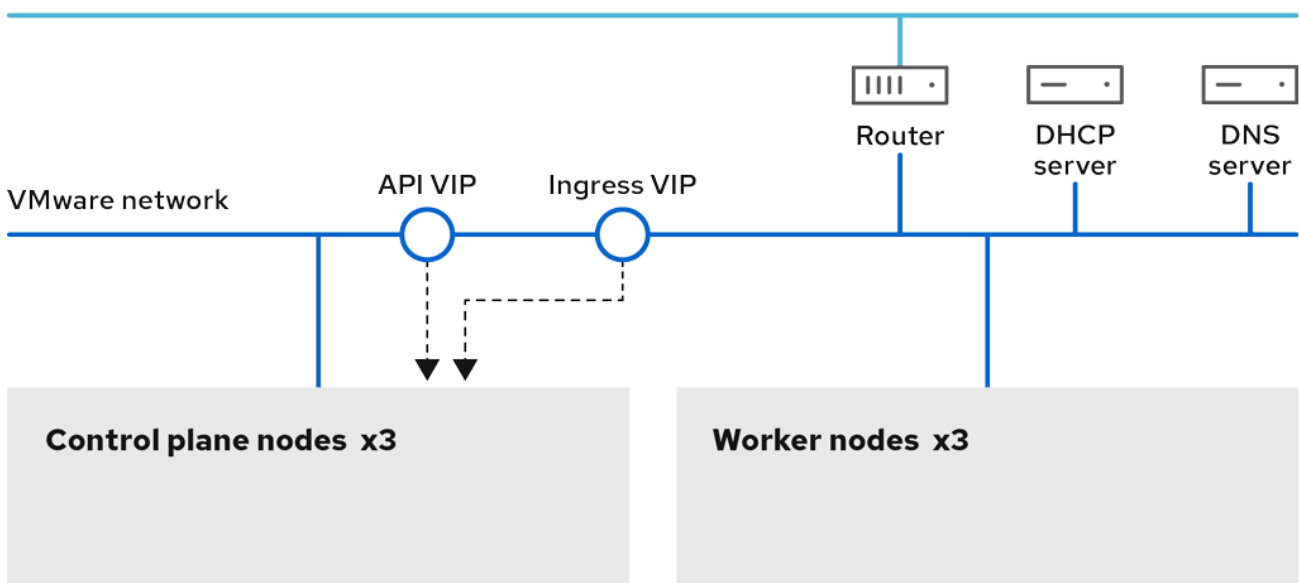 Router
DHCP
server
DNS
server
API VIP
Ingress VIP
VMware network
Control plane nodes x3
Worker nodes x3